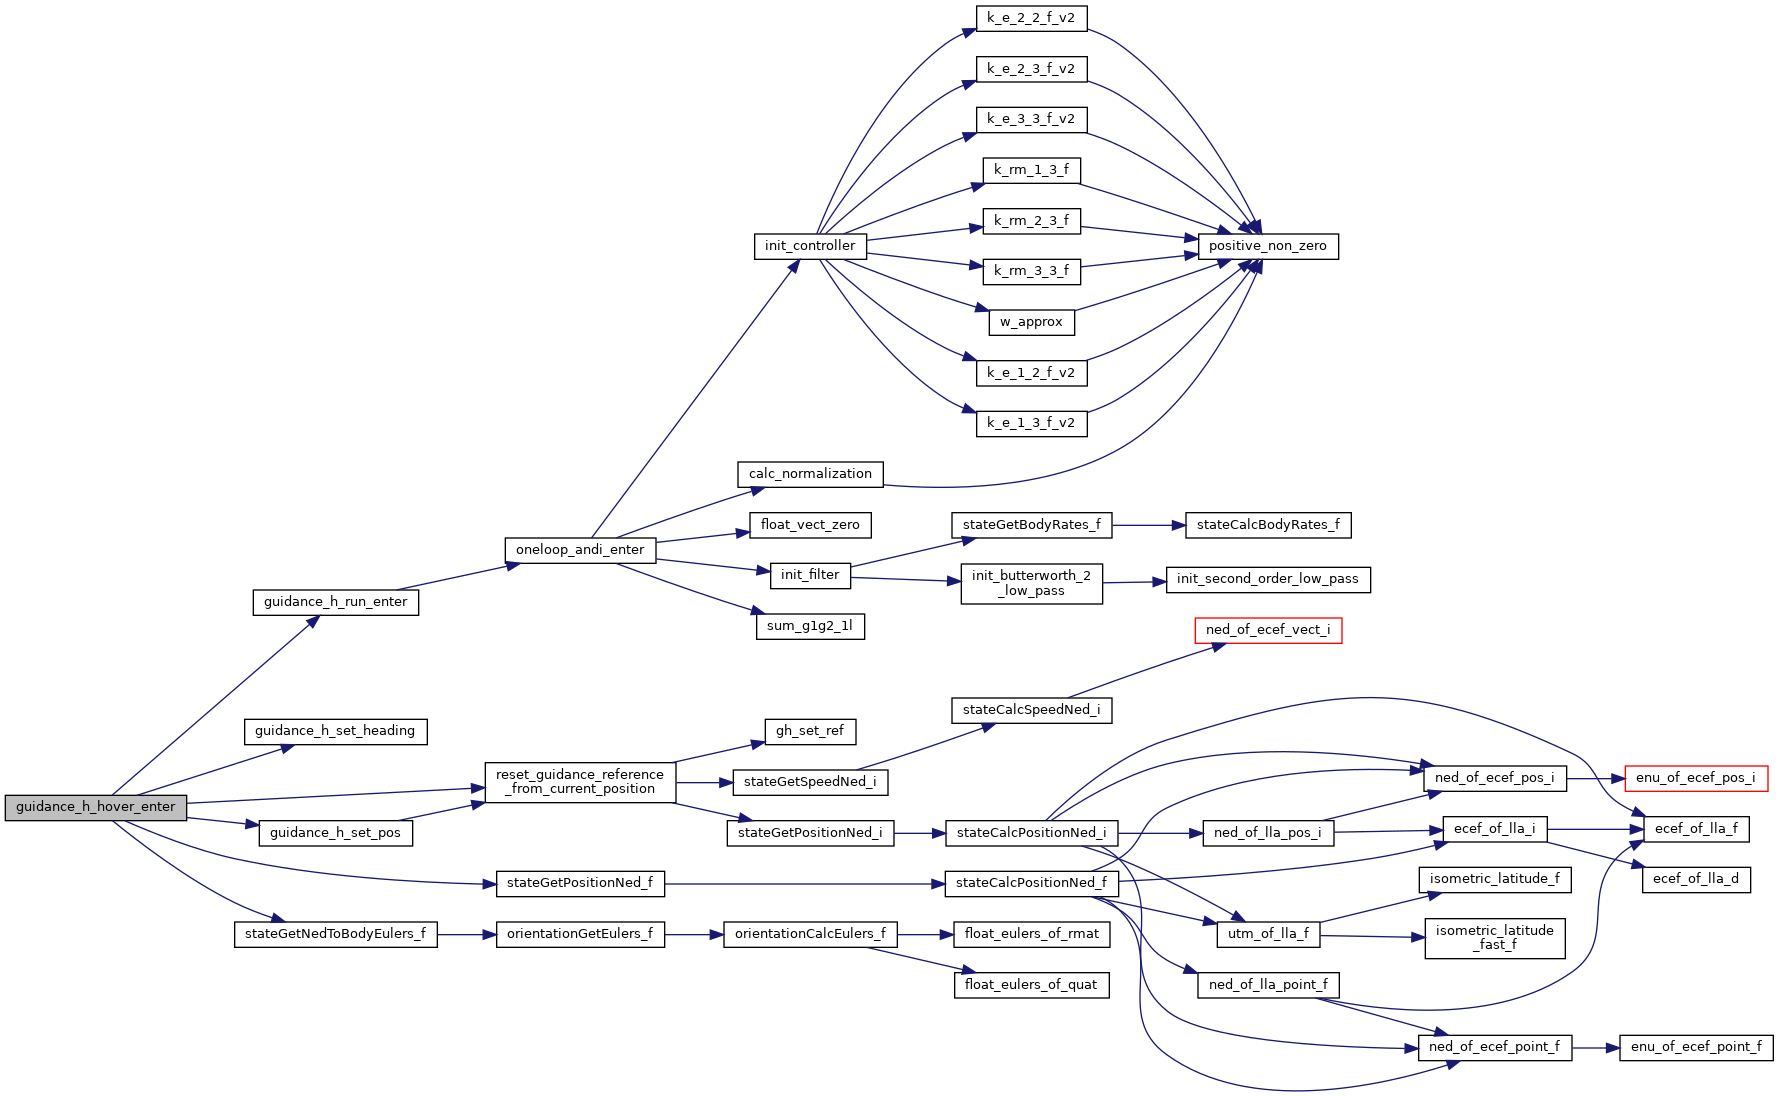 guidance_h_hover_enter
guidance_h_run_enter
guidance_h_set_heading
guidance_h_set_pos
stateGetNedToBodyEulers_f
oneloop_andi_enter
reset_guidance_reference
_from_current_position
stateGetPositionNed_f
orientationGetEulers_f
init_controller
calc_normalization
float_vect_zero
init_filter
sum_g1g2_1l
gh_set_ref
stateGetSpeedNed_i
stateGetPositionNed_i
orientationCalcEulers_f
k_e_2_2_f_v2
k_e_2_3_f_v2
k_e_3_3_f_v2
k_rm_1_3_f
k_rm_2_3_f
k_rm_3_3_f
w_approx
k_e_1_2_f_v2
k_e_1_3_f_v2
stateGetBodyRates_f
init_butterworth_2
_low_pass
stateCalcSpeedNed_i
stateCalcPositionNed_i
stateCalcPositionNed_f
float_eulers_of_rmat
float_eulers_of_quat
positive_non_zero
stateCalcBodyRates_f
init_second_order_low_pass
ned_of_ecef_vect_i
ned_of_lla_pos_i
utm_of_lla_f
ned_of_lla_point_f
ned_of_ecef_pos_i
ecef_of_lla_i
isometric_latitude_f
isometric_latitude
_fast_f
ned_of_ecef_point_f
enu_of_ecef_pos_i
ecef_of_lla_f
ecef_of_lla_d
enu_of_ecef_point_f